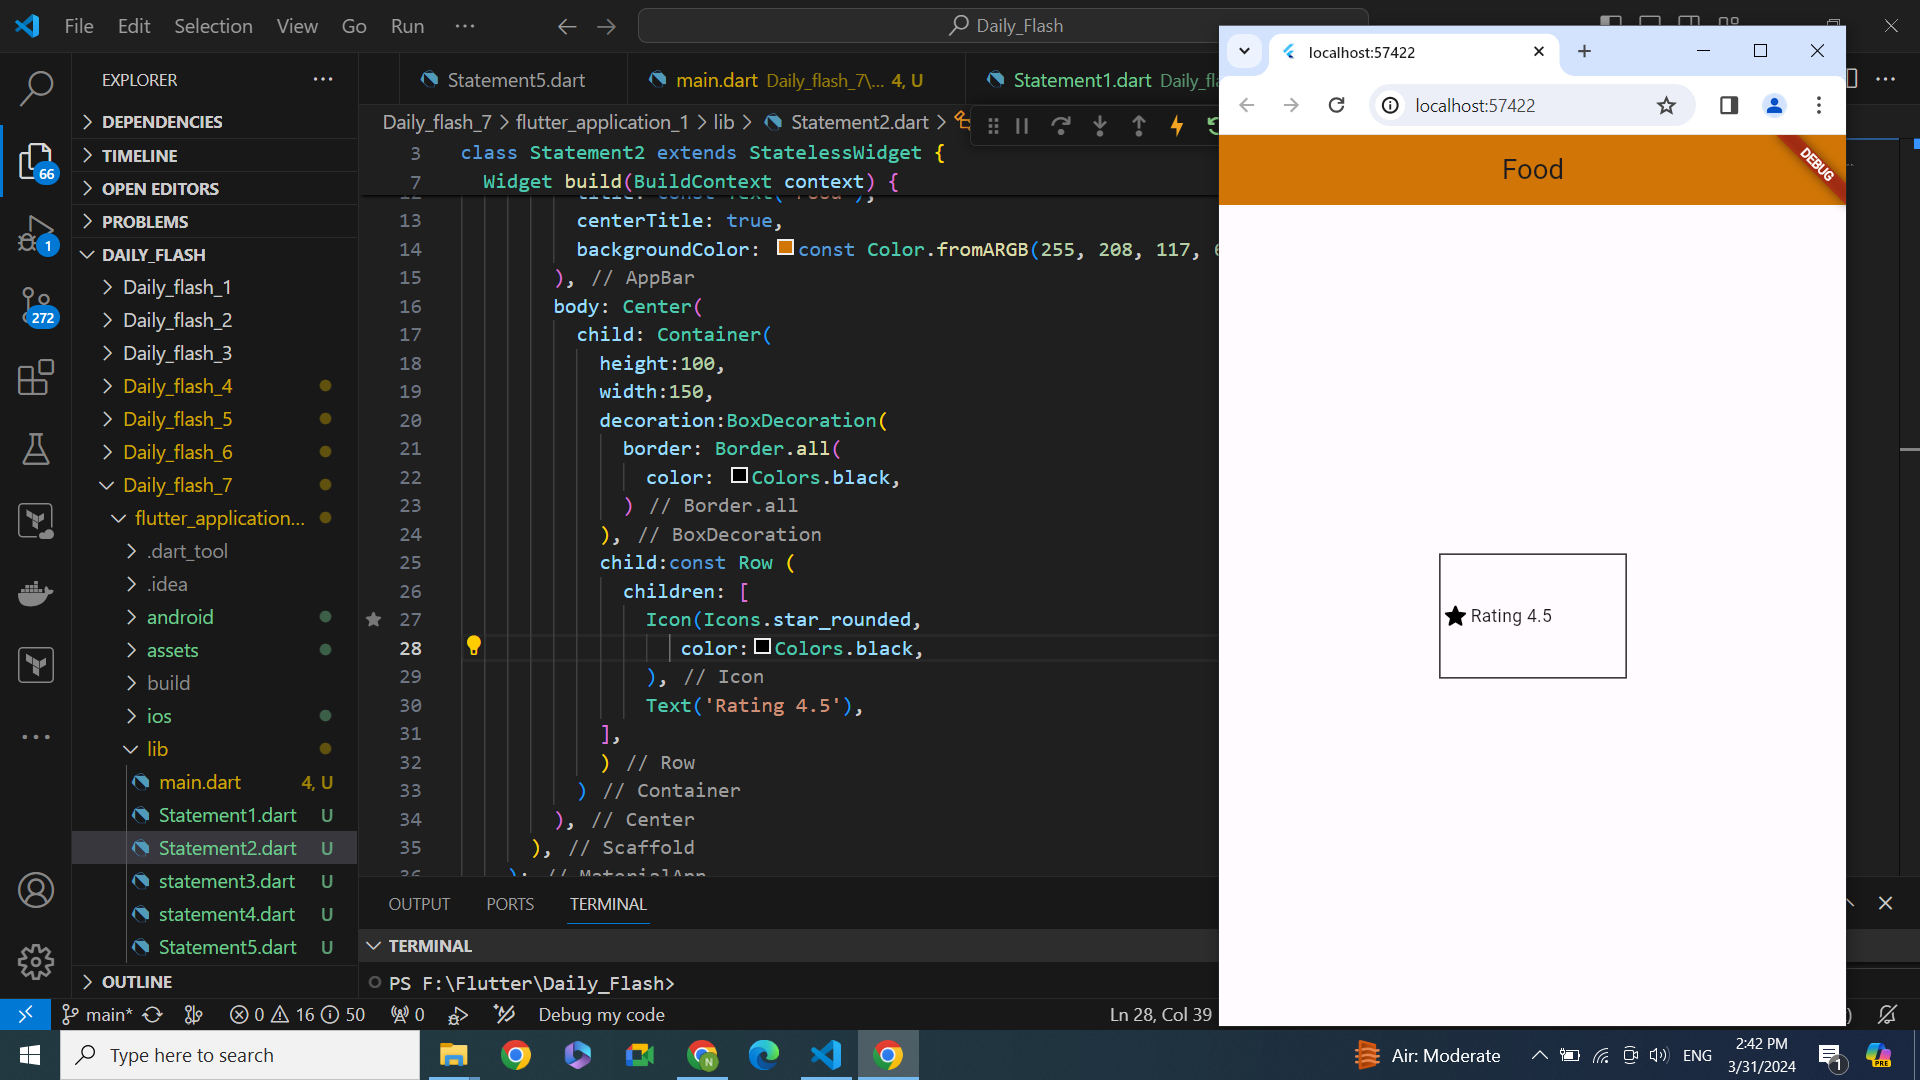 File Edit Selection View Go Run ···
Daily_Flash
EXPLORER
DEPENDENCIES
TIMELINE
OPEN EDITORS
PROBLEMS
DAILY_FLASH
Daily_flash_1
Daily_flash_2
Daily_flash_3
Daily_flash_4
Daily_flash_5
Daily_flash_6
Daily_flash_7
flutter_application...
.dart_tool
.idea
android
assets
build
ios
lib
main.dart 4, U
Statement1.dart U
Statement2.dart U
statement3.dart U
statement4.dart U
Statement5.dart U
OUTLINE
66
1
272
Statement5.dart
main.dart Daily_flash_7\... 4, U
Statement1.dart
Daily_flash_7 > flutter_application_1 > lib > Statement2.dart >
3 class Statement2 extends StatelessWidget {
7 Widget build(BuildContext context) {
13 centerTitle: true,
14 backgroundColor: const Color.fromARGB(255, 208, 117,
15 ), // AppBar
16 body: Center(
17 child: Container(
18 height:100,
19 width:150,
20 decoration:BoxDecoration(
21 border: Border.all(
22 color: Colors.black,
23 ) // Border.all
24 ), // BoxDecoration
25 child:const Row (
26 children: [
27 Icon(Icons.star_rounded,
28 color:Colors.black,
29 ), // Icon
30 Text('Rating 4.5'),
31 ],
32 ) // Row
33 ) // Container
34 ), // Center
35 ), // Scaffold
OUTPUT PORTS TERMINAL
TERMINAL
PS F:\Flutter\Daily_Flash>
main* 0 16 50 0 Debug my code
Ln 28, Col 39
localhost:57422
localhost:57422
Food
DEBUG
Rating 4.5
Type here to search
Air: Moderate
ENG
2:42 PM
3/31/2024
1
PRE